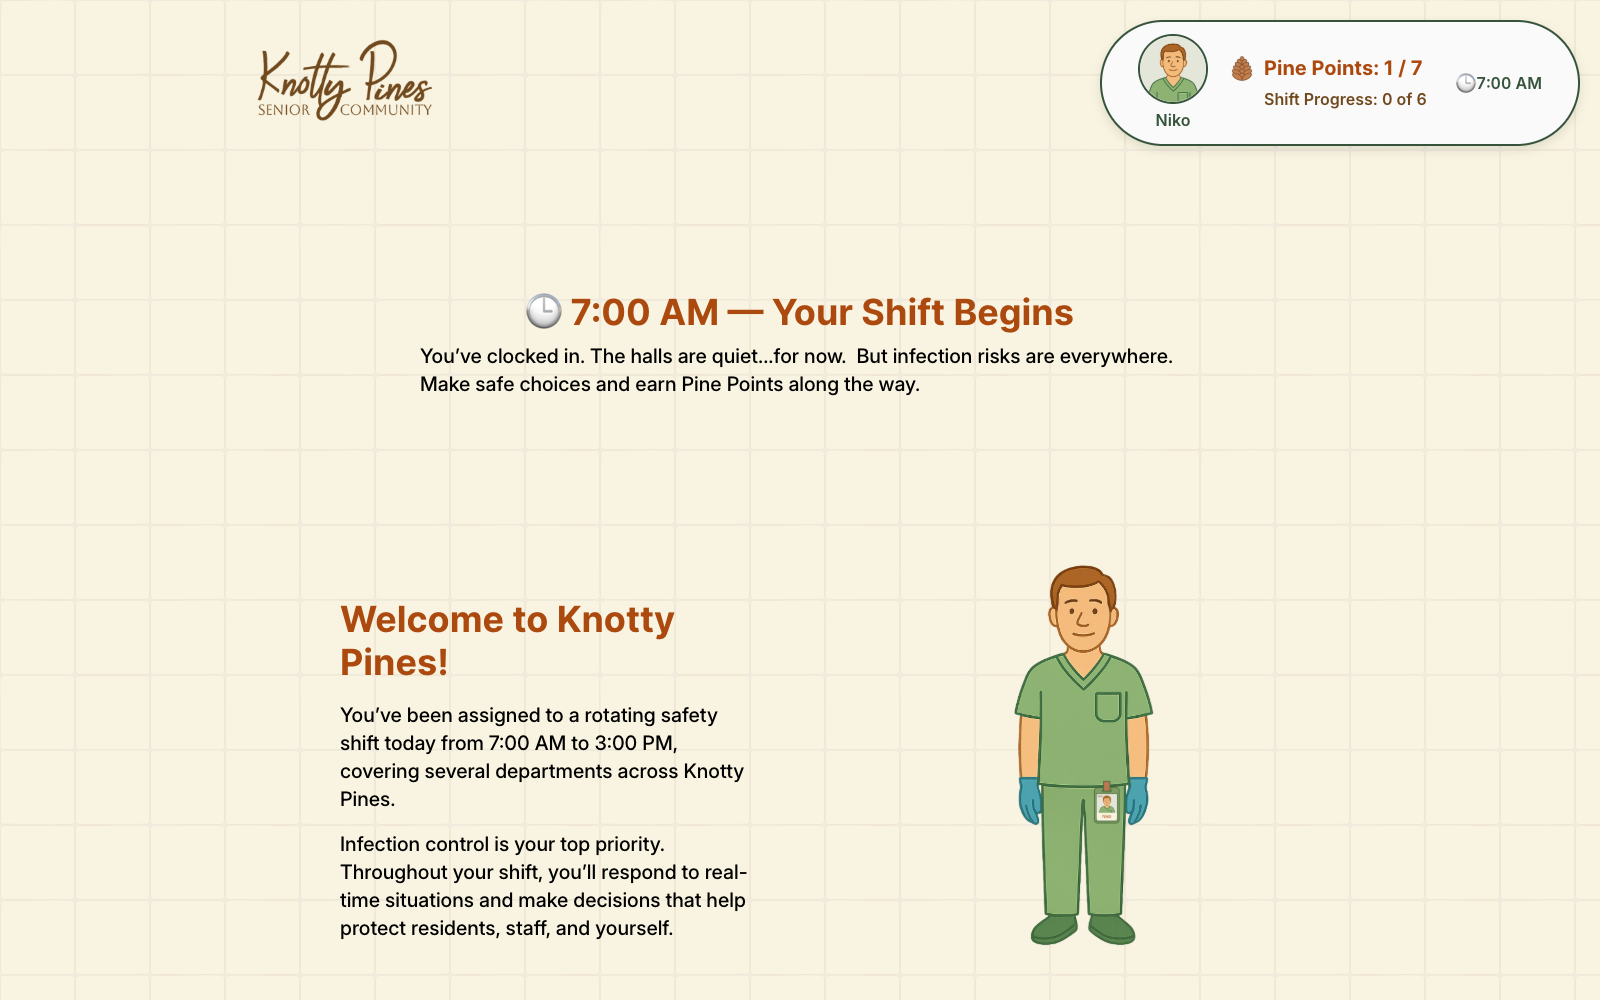 Knotty Pines
SENIOR COMMUNITY
Niko
Pine Points: 1 / 7
Shift Progress: 0 of 6
7:00 AM
7:00 AM — Your Shift Begins
You’ve clocked in. The halls are quiet...for now.  But infection risks are everywhere.
Make safe choices and earn Pine Points along the way.
Welcome to Knotty
Pines!
You’ve been assigned to a rotating safety
shift today from 7:00 AM to 3:00 PM,
covering several departments across Knotty
Pines.
Infection control is your top priority.
Throughout your shift, you’ll respond to real-
time situations and make decisions that help
protect residents, staff, and yourself.